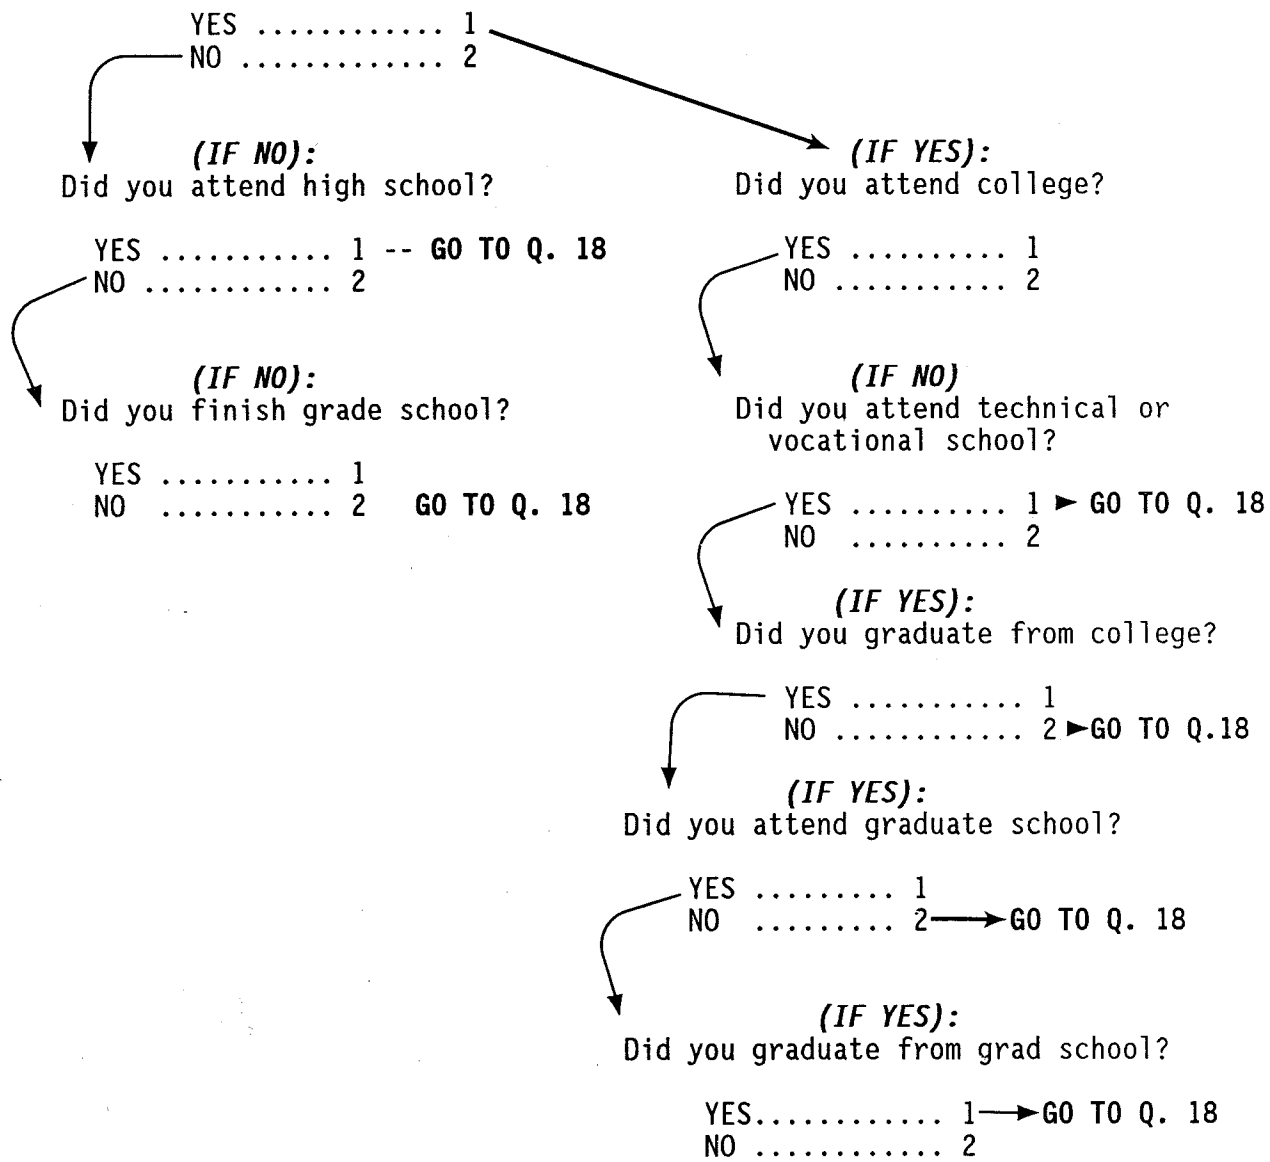 YES ............ 1
NO ............. 2
(IF NO):
Did you attend high school?
YES ........... 1 -- GO TO Q. 18
NO ............ 2
(IF NO):
Did you finish grade school?
YES ........... 1
NO ........... 2 GO TO Q. 18
(IF YES):
Did you attend college?
YES .......... 1
NO ........... 2
(IF NO)
Did you attend technical or
vocational school?
YES .......... 1 ► GO TO Q. 18
NO .......... 2
(IF YES):
Did you graduate from college?
YES ........... 1
NO ............ 2 ►GO TO Q.18
(IF YES):
Did you attend graduate school?
YES ......... 1
NO ......... 2 GO TO Q. 18
(IF YES):
Did you graduate from grad school?
YES............ 1 GO TO Q. 18
NO ............ 2